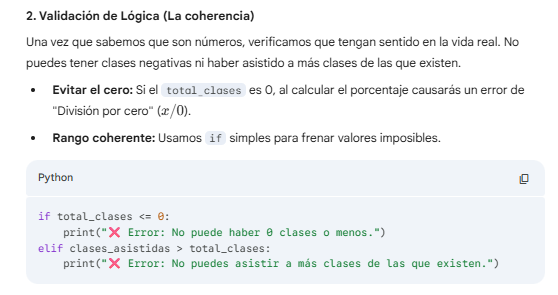 2. Validación de Lógica (La coherencia)
Una vez que sabemos que son números, verificamos que tengan sentido en la vida real. No
puedes tener clases negativas ni haber asistido a más clases de las que existen.
• Evitar el cero: Si el total_clases es 0, al calcular el porcentaje causarás un error de
"División por cero" (x/0).
• Rango coherente: Usamos if simples para frenar valores imposibles.
Python
if total_clases <= 0:
    print("❌ Error: No puede haber 0 clases o menos.")
elif clases_asistidas > total_clases:
    print("❌ Error: No puedes asistir a más clases de las que existen.")